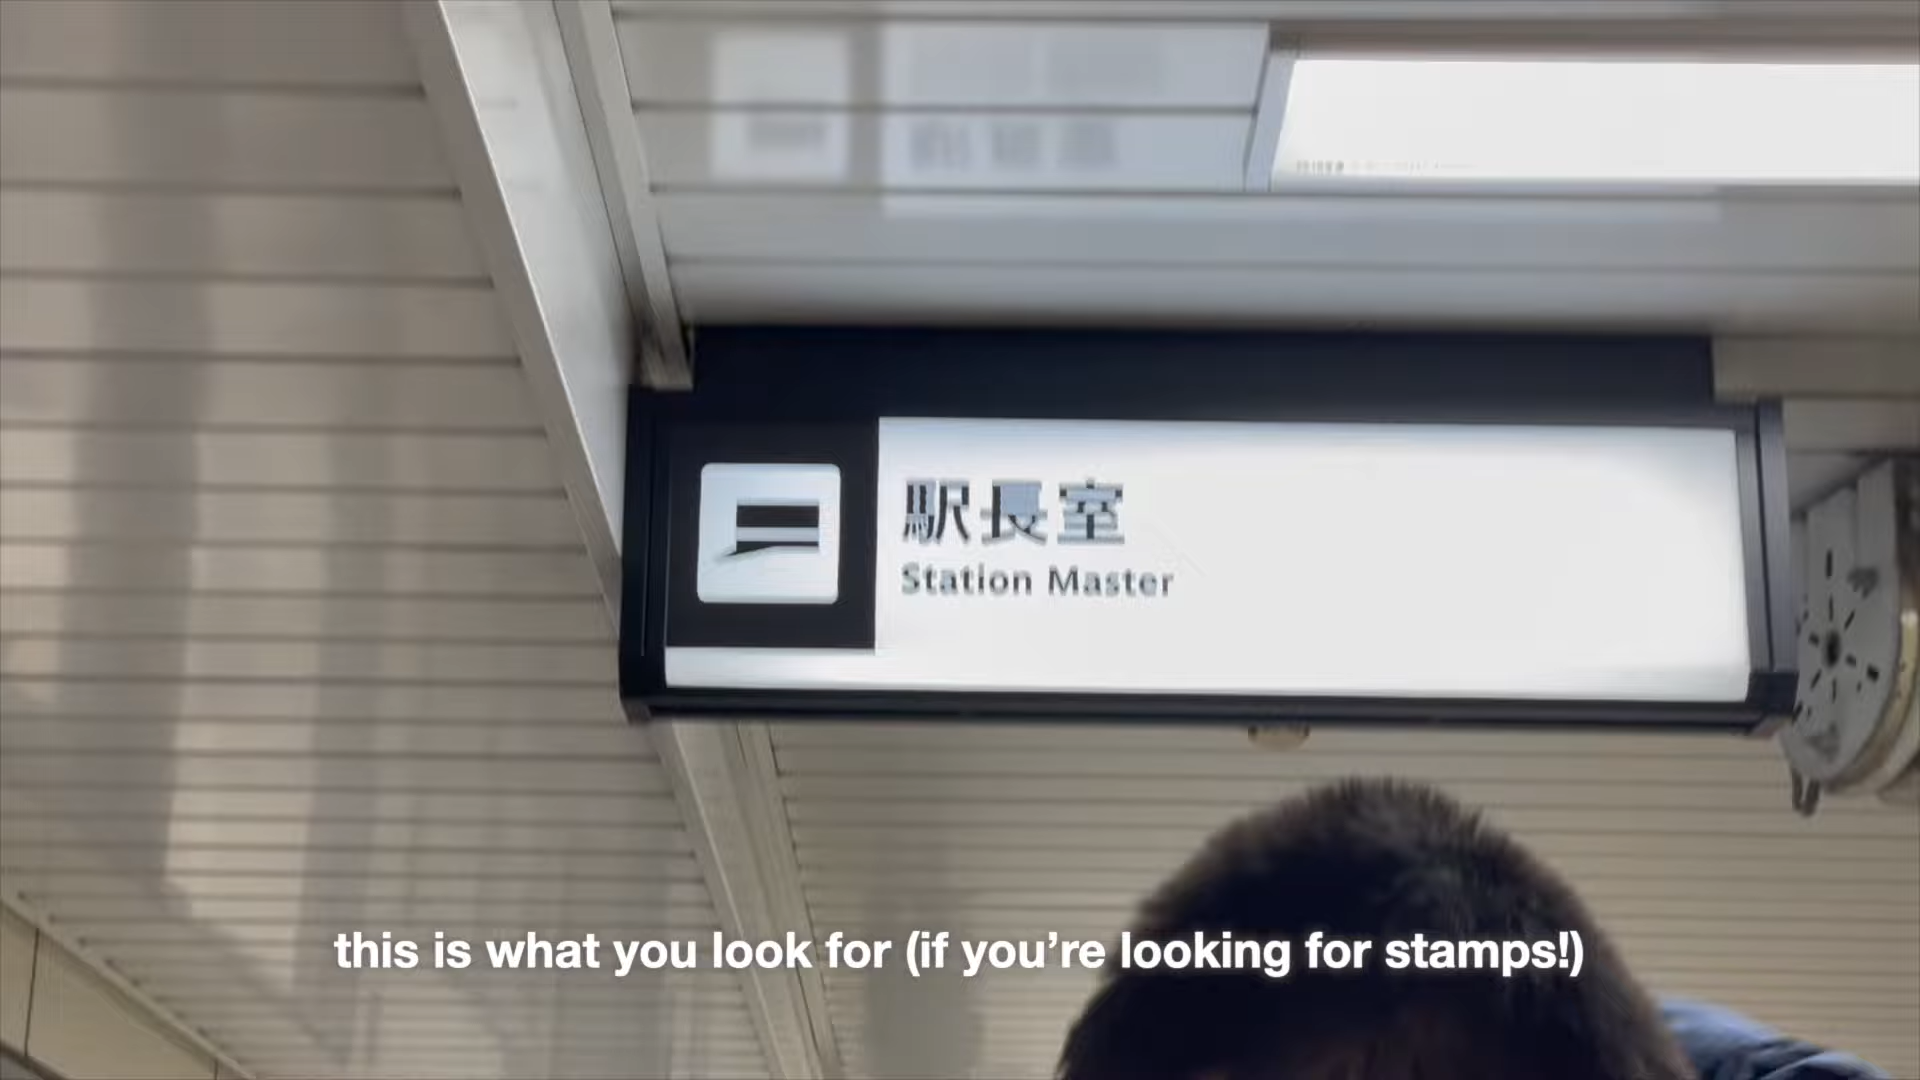 駅長室
Station Master
this is what you look for (if you’re looking for stamps!)